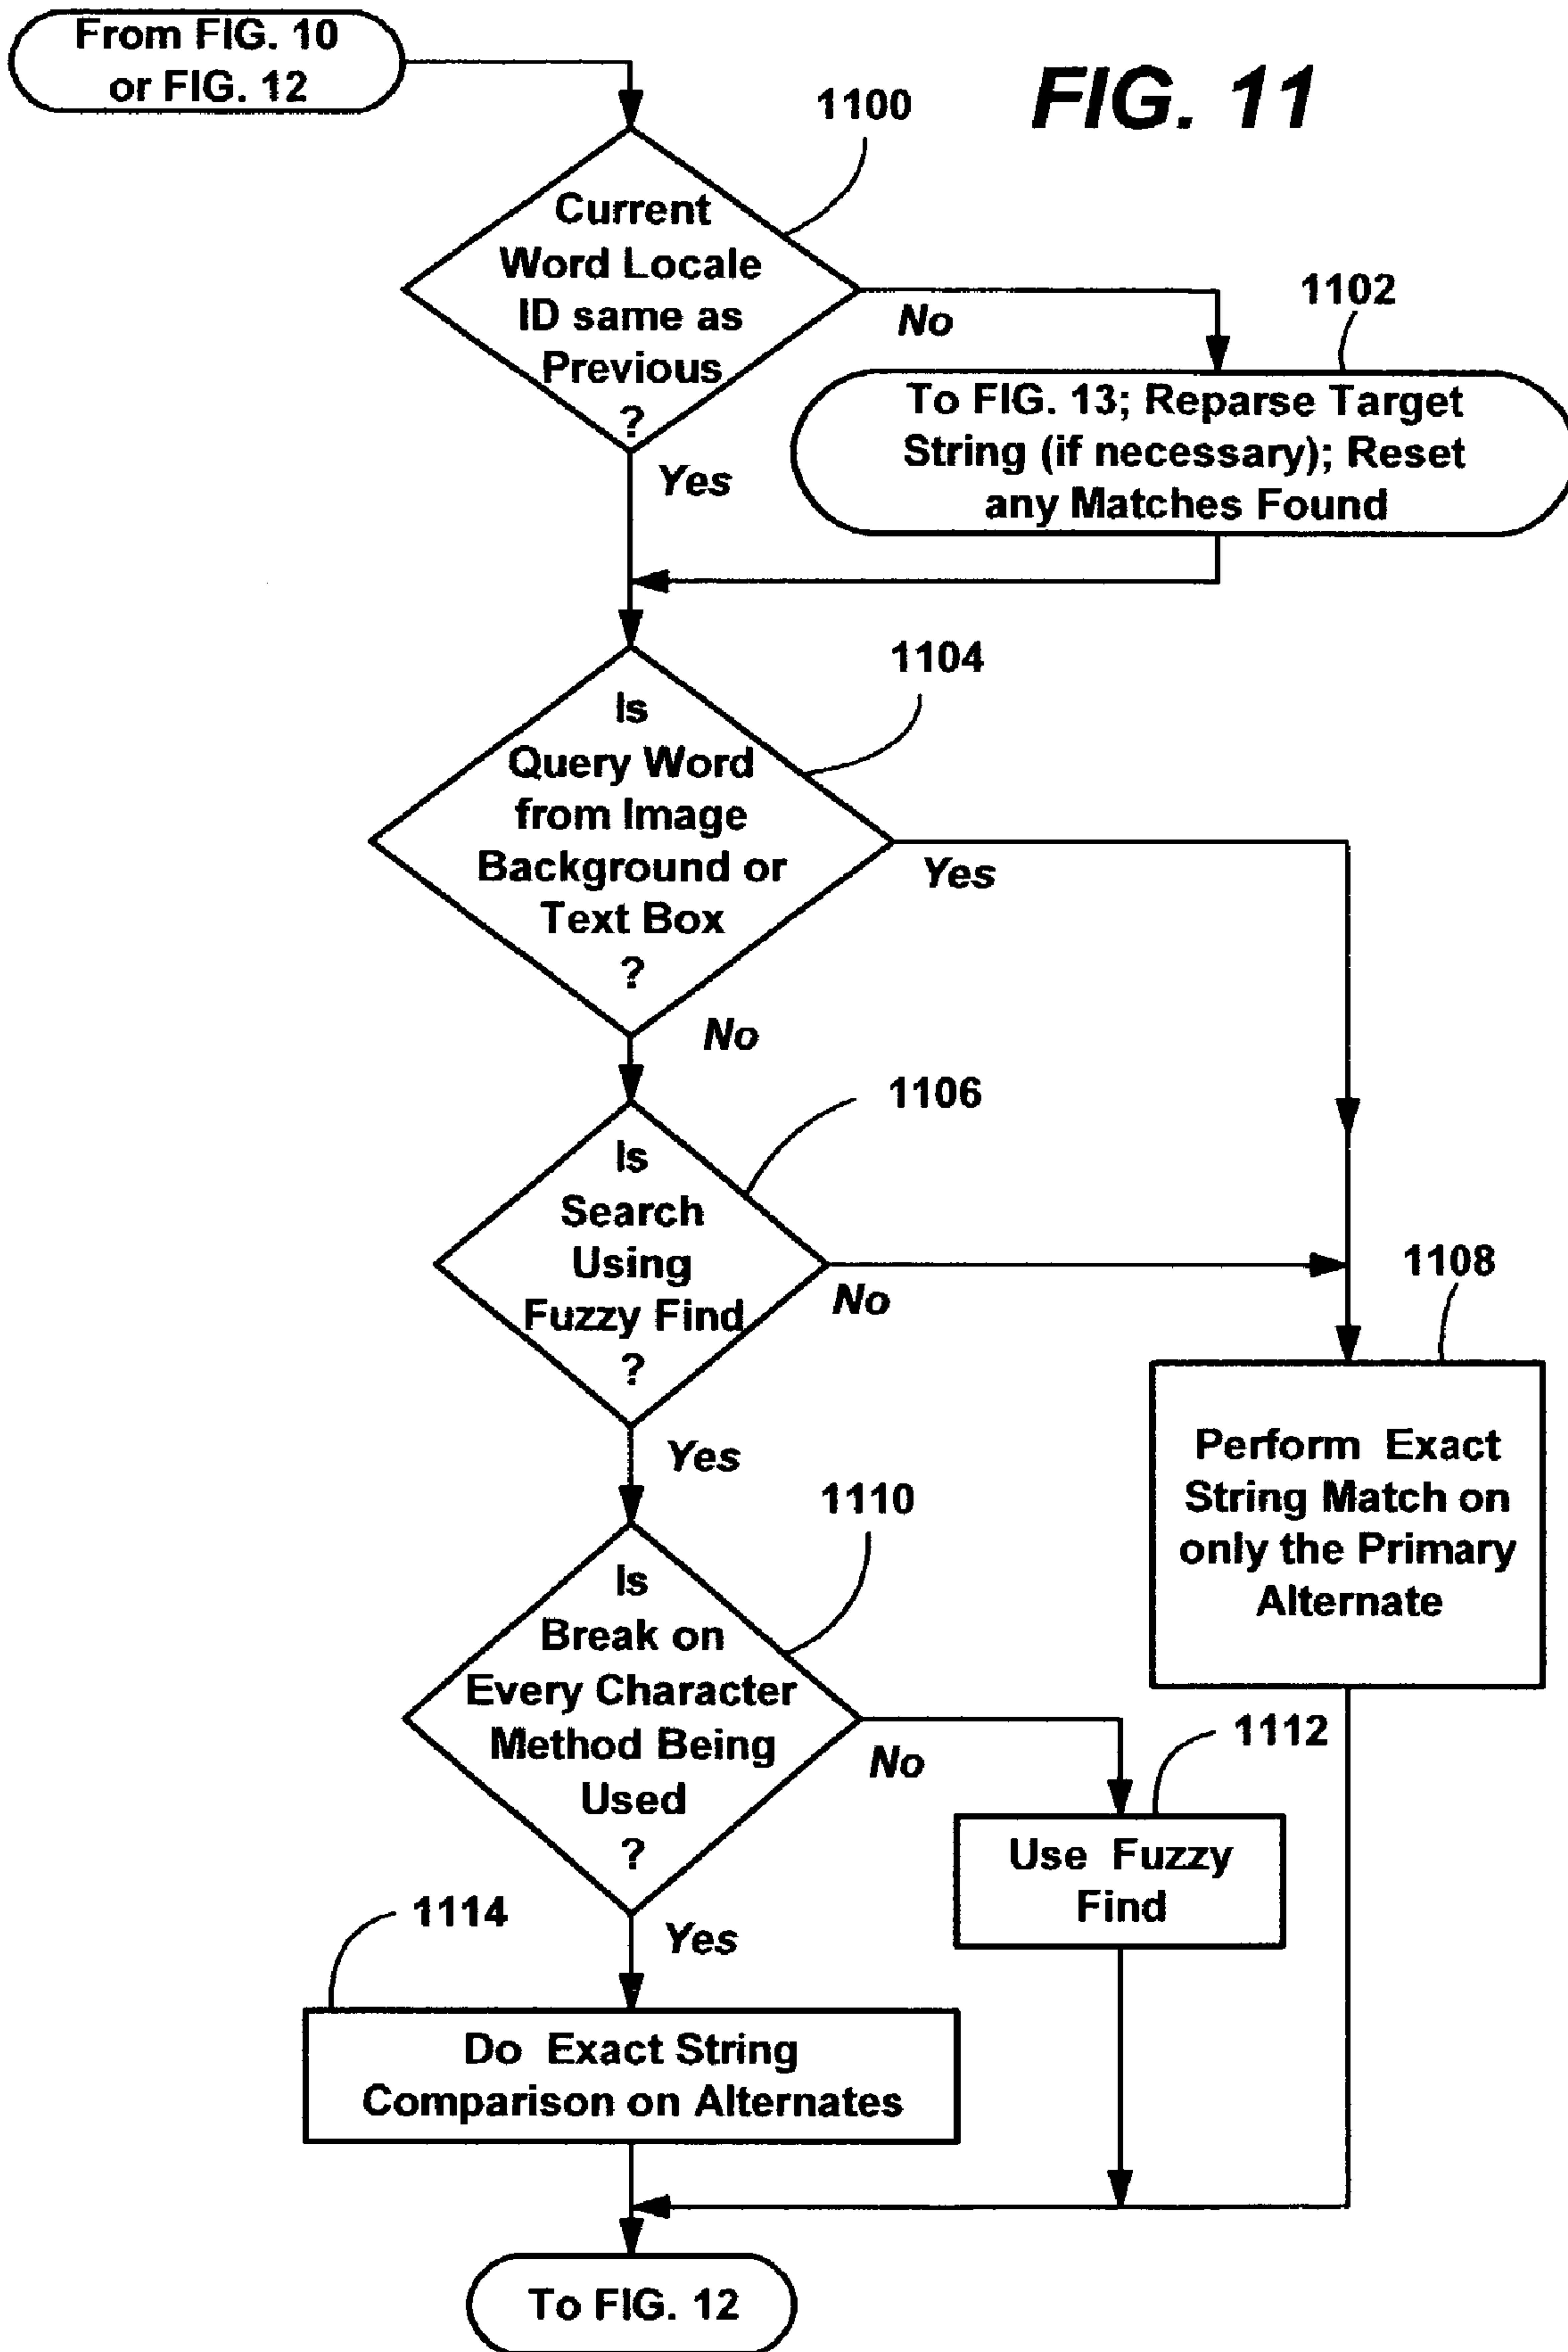 From FIG. 10
or FIG. 12
FIG. 11
1100
Current
Word Locale
ID same as
Previous
?
No
1102
To FIG. 13; Reparse Target
String (if necessary); Reset
any Matches Found
Yes
1104
Is
Query Word
from Image
Background or
Text Box
?
Yes
No
1106
Is
Search
Using
Fuzzy Find
?
No
1108
Perform Exact
String Match on
only the Primary
Alternate
Yes
1110
Is
Break on
Every Character
Method Being
Used
?
No
1112
Use Fuzzy
Find
Yes
1114
Do Exact String
Comparison on Alternates
To FIG. 12